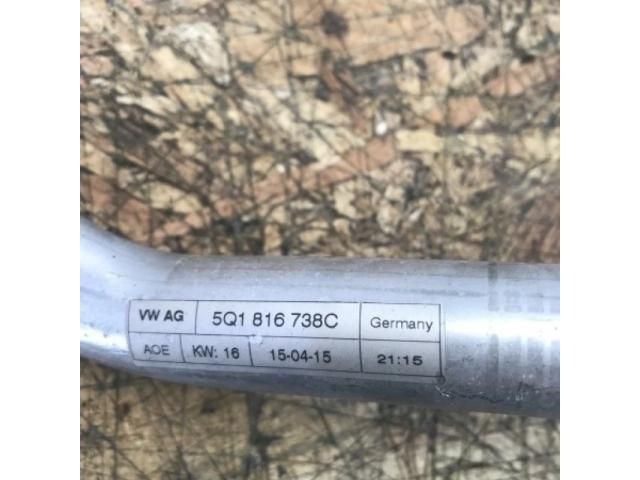 VW AG 5Q1 816 738C Germany
AOE KW: 16 15-04-15 21:15